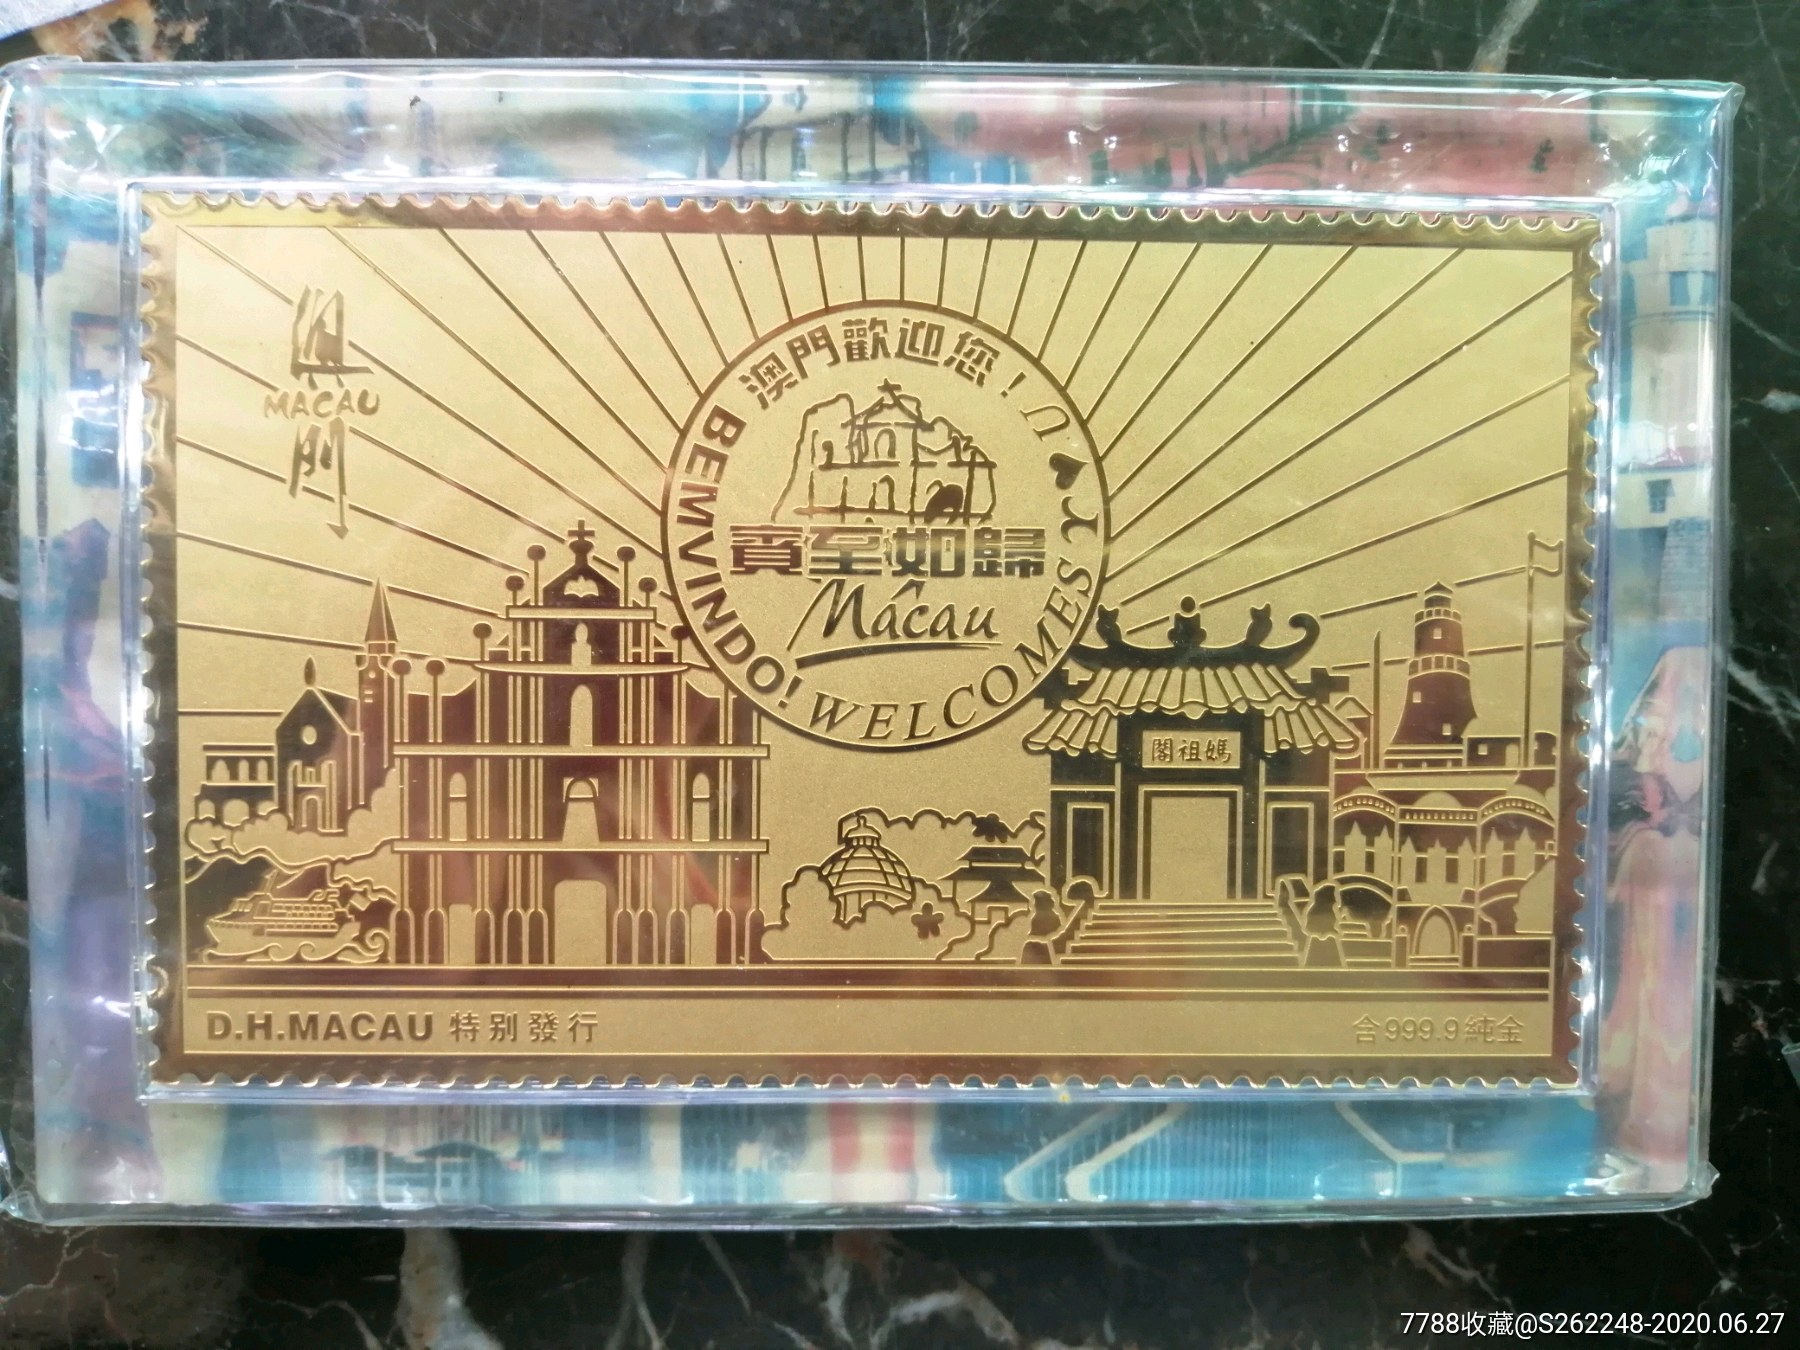 澳
MACAU
門
澳門歡迎您!
BEMVINDO!
WELCOMES
U
賓至如歸
Macau
閣祖媽
D.H.MACAU 特别發行
含999.9純金
7788收藏@S262248-2020.06.27